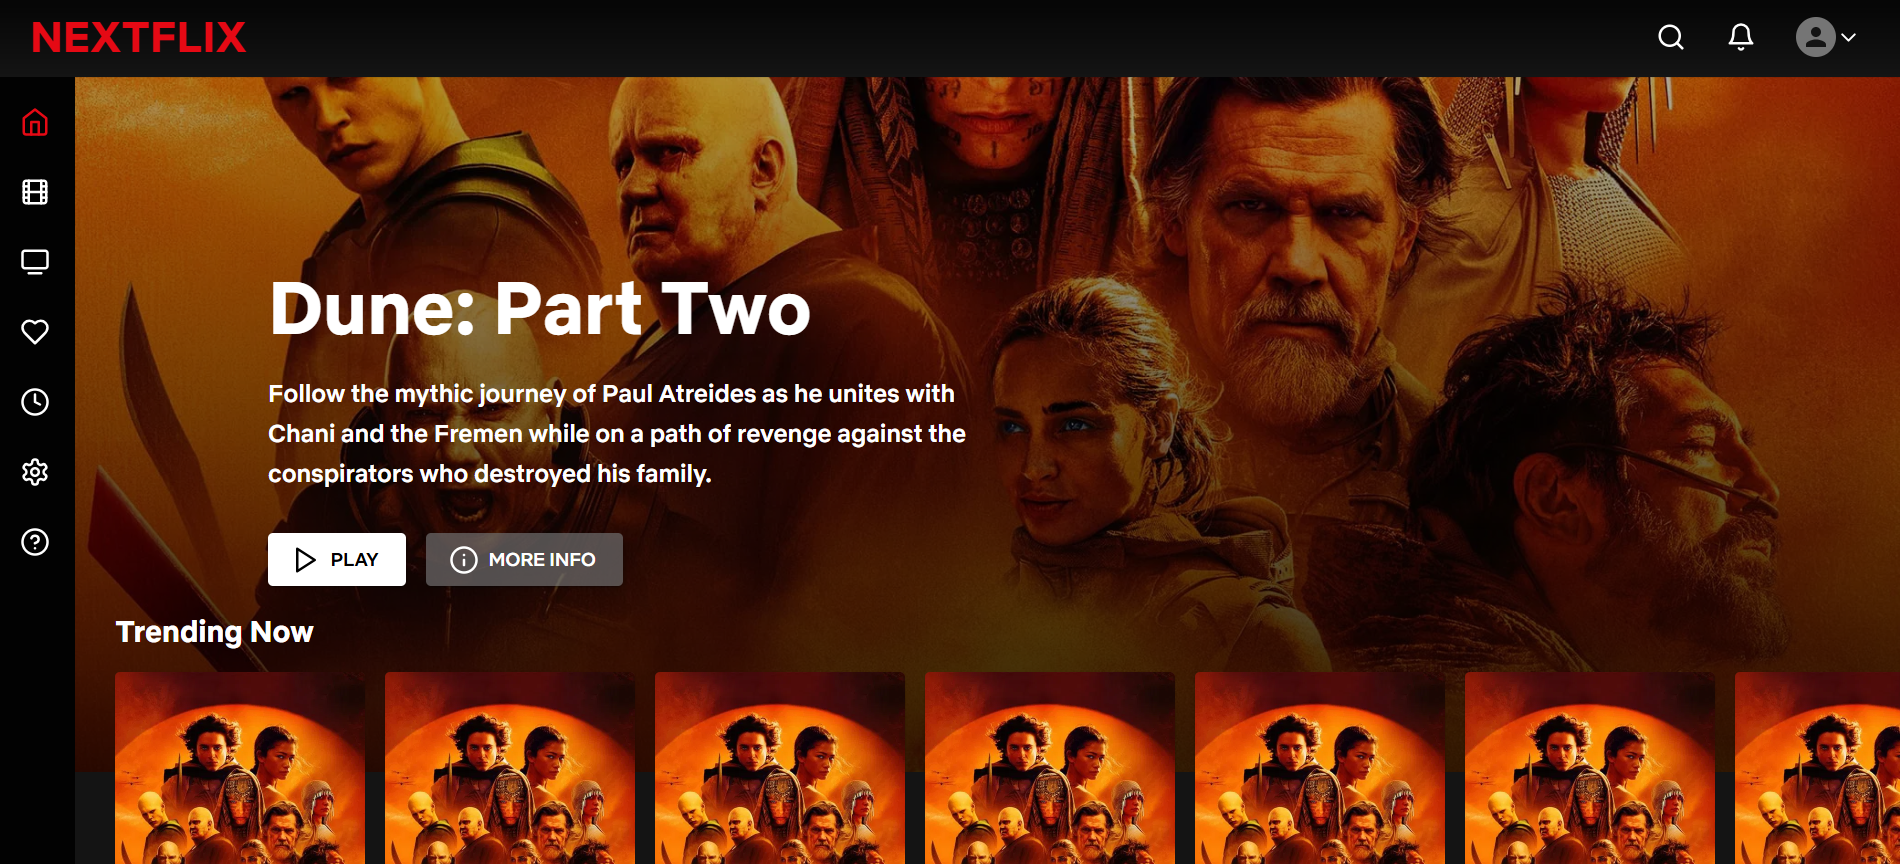 NEXTFLIX
Dune: Part Two
Follow the mythic journey of Paul Atreides as he unites with
Chani and the Fremen while on a path of revenge against the
conspirators who destroyed his family.
PLAY
MORE INFO
Trending Now